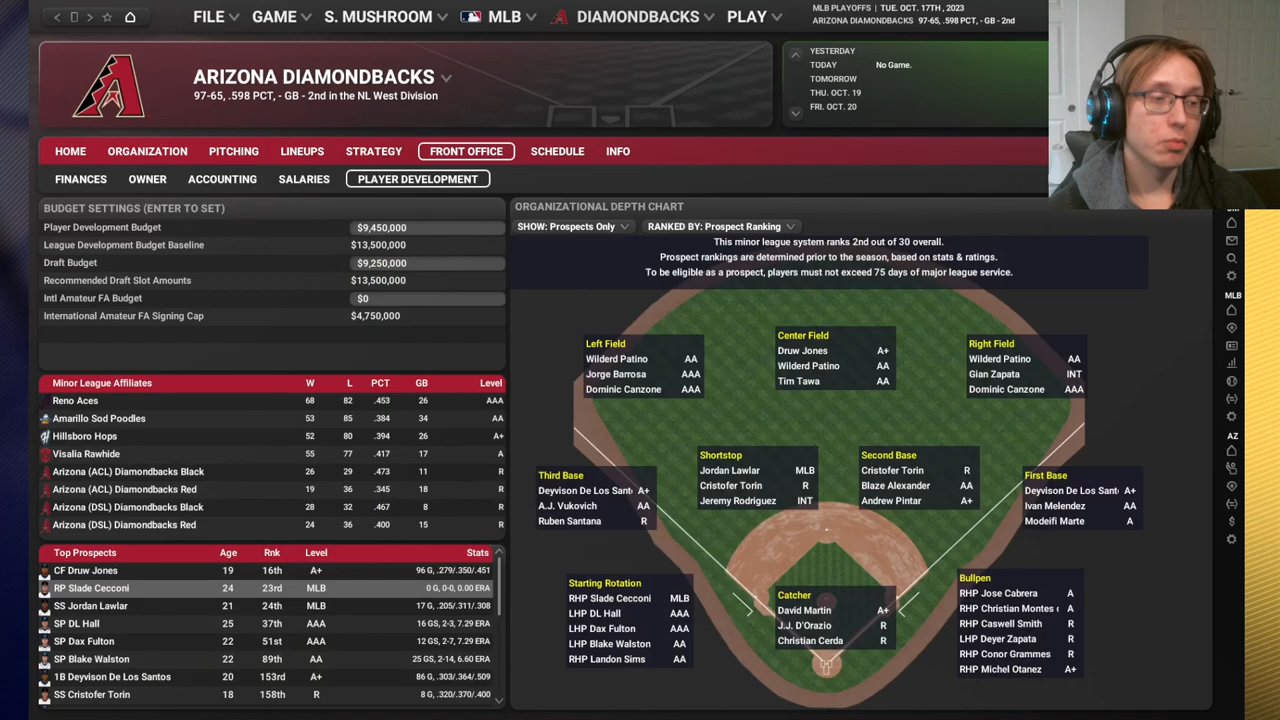 FILE GAME S. MUSHROOM MLB DIAMONDBACKS PLAY
MLB PLAYOFFS | TUE. OCT. 17TH , 2023
ARIZONA DIAMONDBACKS 97-65, .598 PCT, - GB - 2nd
ARIZONA DIAMONDBACKS
97-65, .598 PCT, - GB - 2nd in the NL West Division
YESTERDAY
TODAY No Game.
TOMORROW
THU. OCT. 19
FRI. OCT. 20
HOME ORGANIZATION PITCHING LINEUPS STRATEGY FRONT OFFICE SCHEDULE INFO
FINANCES OWNER ACCOUNTING SALARIES PLAYER DEVELOPMENT
BUDGET SETTINGS (ENTER TO SET)
Player Development Budget $9,450,000
League Development Budget Baseline $13,500,000
Draft Budget $9,250,000
Recommended Draft Slot Amounts $13,500,000
Intl Amateur FA Budget $0
International Amateur FA Signing Cap $4,750,000
Minor League Affiliates W L PCT GB Level
Reno Aces 68 82 .453 26 AAA
Amarillo Sod Poodles 53 85 .384 34 AA
Hillsboro Hops 52 80 .394 26 A+
Visalia Rawhide 55 77 .417 17 A
Arizona (ACL) Diamondbacks Black 26 29 .473 11 R
Arizona (ACL) Diamondbacks Red 19 36 .345 18 R
Arizona (DSL) Diamondbacks Black 28 32 .467 8 R
Arizona (DSL) Diamondbacks Red 24 36 .400 15 R
Top Prospects Age Rnk Level Stats
CF Druw Jones 19 16th A+ 96 G, .279/.350/.451
RP Slade Cecconi 24 23rd MLB 0 G, 0-0, 0.00 ERA
SS Jordan Lawlar 21 24th MLB 17 G, .205/.311/.308
SP DL Hall 25 37th AAA 16 GS, 2-3, 7.29 ERA
SP Dax Fulton 22 51st AAA 12 GS, 2-7, 7.29 ERA
SP Blake Walston 22 89th AA 25 GS, 2-14, 6.60 ERA
1B Deyvison De Los Santos 20 153rd A+ 86 G, .303/.364/.509
SS Cristofer Torin 18 158th R 8 G, .320/.370/.400
ORGANIZATIONAL DEPTH CHART
SHOW: Prospects Only RANKED BY: Prospect Ranking
This minor league system ranks 2nd out of 30 overall.
Prospect rankings are determined prior to the season, based on stats & ratings.
To be eligible as a prospect, players must not exceed 75 days of major league service.
Left Field
Wilderd Patino AA
Jorge Barrosa AAA
Dominic Canzone AAA
Center Field
Druw Jones A+
Wilderd Patino AA
Tim Tawa AA
Right Field
Wilderd Patino AA
Gian Zapata INT
Dominic Canzone AAA
Third Base
Deyvison De Los Sant A+
A.J. Vukovich AA
Ruben Santana R
Shortstop
Jordan Lawlar MLB
Cristofer Torin R
Jeremy Rodriguez INT
Second Base
Cristofer Torin R
Blaze Alexander AA
Andrew Pintar A+
First Base
Deyvison De Los Sant A+
Ivan Melendez AA
Modeifi Marte A
Starting Rotation
RHP Slade Cecconi MLB
LHP DL Hall AAA
LHP Dax Fulton AAA
LHP Blake Walston AA
RHP Landon Sims AA
Catcher
David Martin A+
J.J. D'Orazio R
Christian Cerda R
Bullpen
RHP Jose Cabrera A
RHP Christian Montes A
RHP Caswell Smith R
LHP Deyer Zapata R
RHP Conor Grammes R
RHP Michel Otanez A+
MLB
AZ